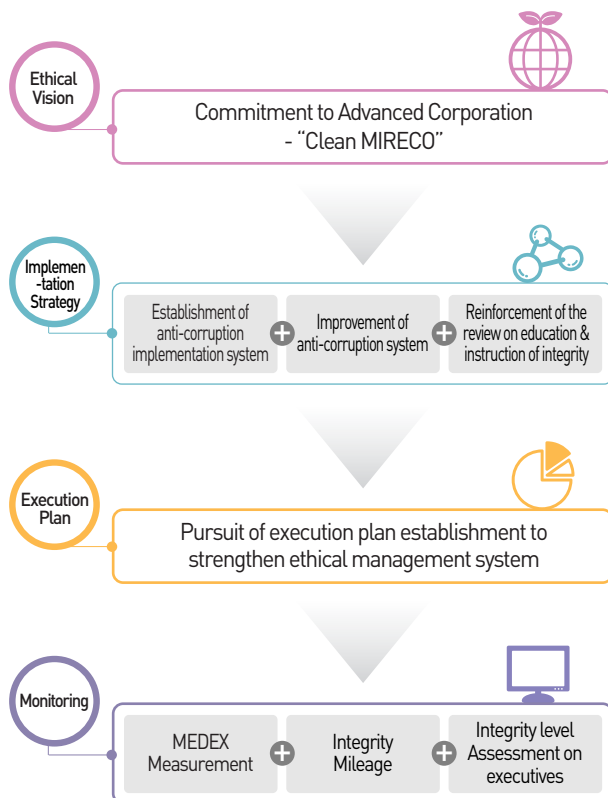 Ethical
Vision
Commitment to Advanced Corporation
- “Clean MIRECO”
Implemen
-tation
Strategy
Establishment of
anti-corruption
implementation system
Improvement of
anti-corruption system
Reinforcement of the
review on education &
instruction of integrity
Execution
Plan
Pursuit of execution plan establishment to
strengthen ethical management system
Monitoring
MEDEX
Measurement
Integrity
Mileage
Integrity level
Assessment on
executives